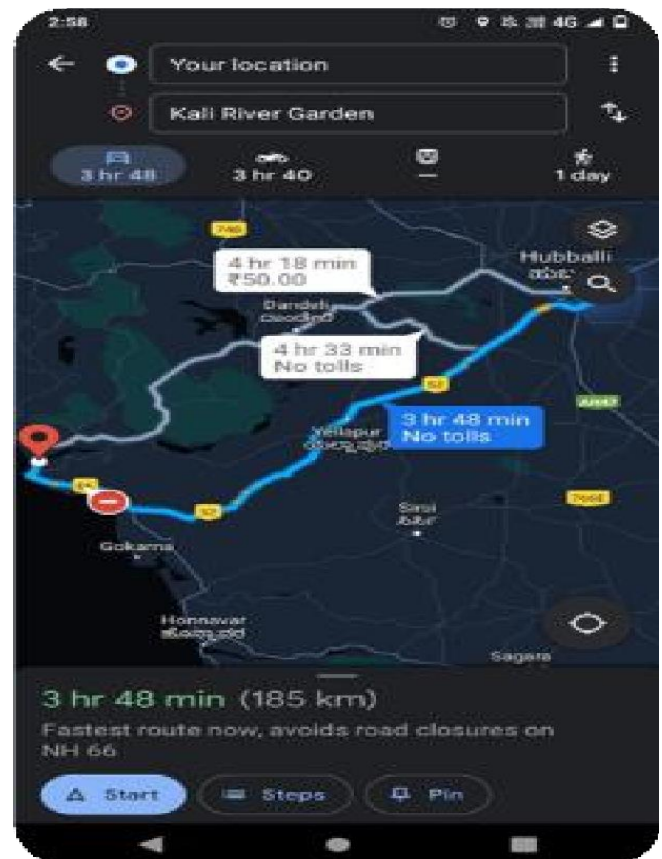 2:58
4G
Your location
Kali River Garden
3 hr 48
3 hr 40
—
1 day
748
4 hr 18 min
₹50.00
Hubballi
Dandeli
4 hr 33 min
No tolls
52
3 hr 48 min
No tolls
Yellapur
Sirsi
52
Gokarna
Honnavar
Sagara
3 hr 48 min (185 km)
Fastest route now, avoids road closures on
NH 66
Start
Steps
Pin